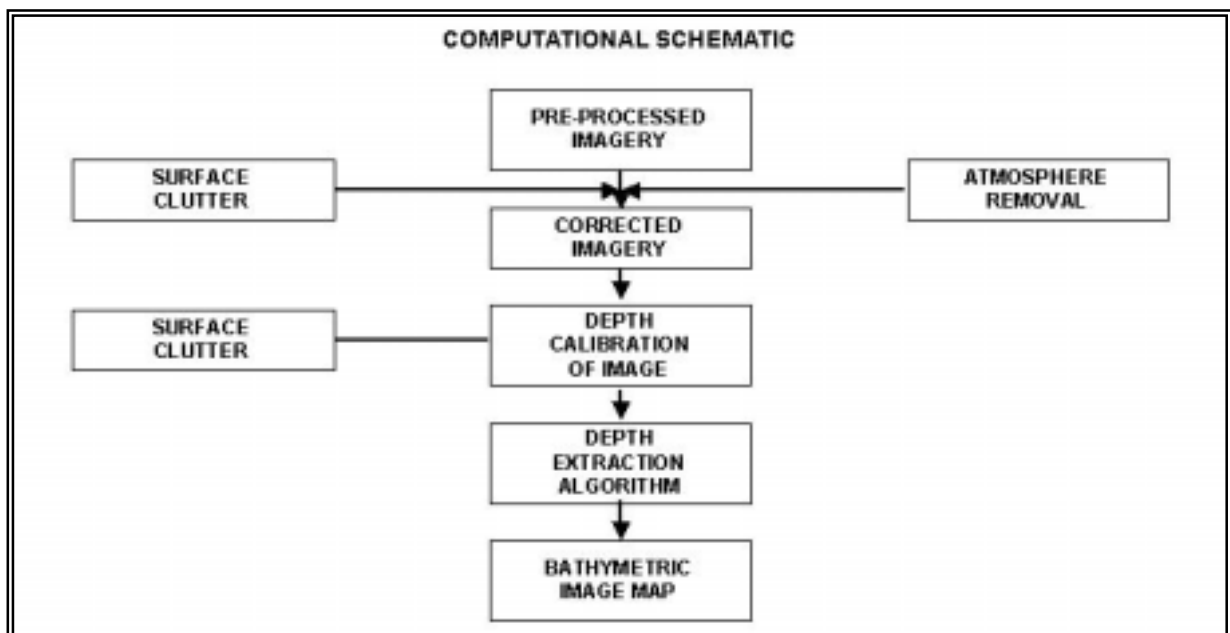 COMPUTATIONAL SCHEMATIC
PRE-PROCESSED
IMAGERY
SURFACE
CLUTTER
ATMOSPHERE
REMOVAL
CORRECTED
IMAGERY
SURFACE
CLUTTER
DEPTH
CALIBRATION
OF IMAGE
DEPTH
EXTRACTION
ALGORITHM
BATHYMETRIC
IMAGE MAP